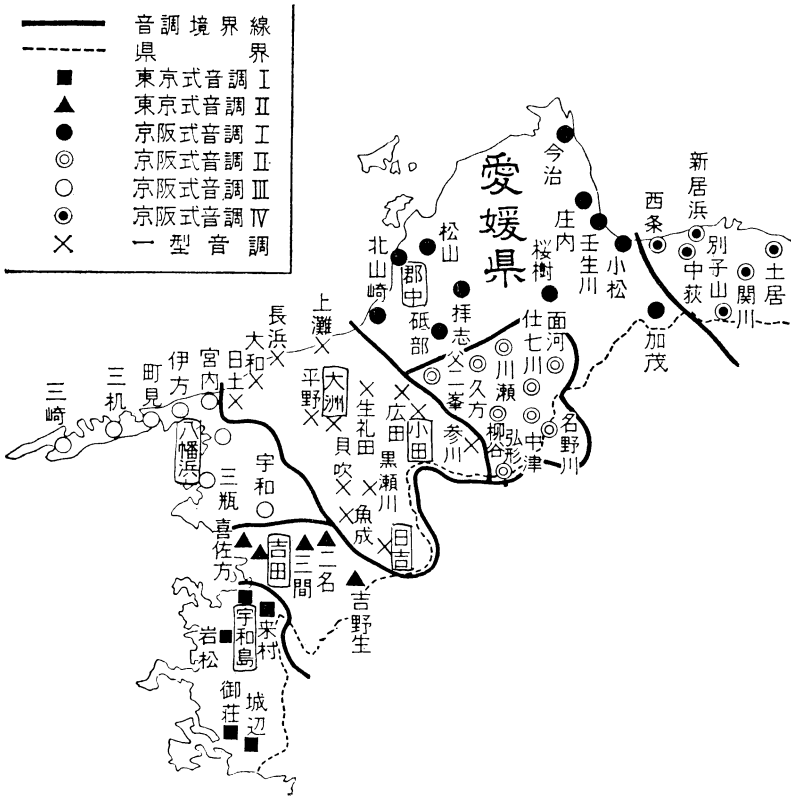 音調境界線
県界
東京式音調Ⅰ
東京式音調Ⅱ
京阪式音調Ⅰ
京阪式音調Ⅱ
京阪式音調Ⅲ
京阪式音調Ⅳ
一型音調
愛媛県
今治
庄内
壬生川
小松
桜樹
西条
新居浜
中荻
別子山
関川
土居
加茂
松山
北山崎
郡中
砥部
拝志
面河
仕七川
川瀬
久万
父二峯
名野川
中津
弘形
柳谷
参川
小田
広田
生礼田
上灘
長浜
大和
日土
宮内
伊方
町見
三机
三崎
八幡浜
三瓶
宇和
平野
大洲
貝吹
黒瀬川
魚成
日吉
喜佐方
吉田
三間
二名
吉野生
宇和島
来村
岩松
御荘
城辺